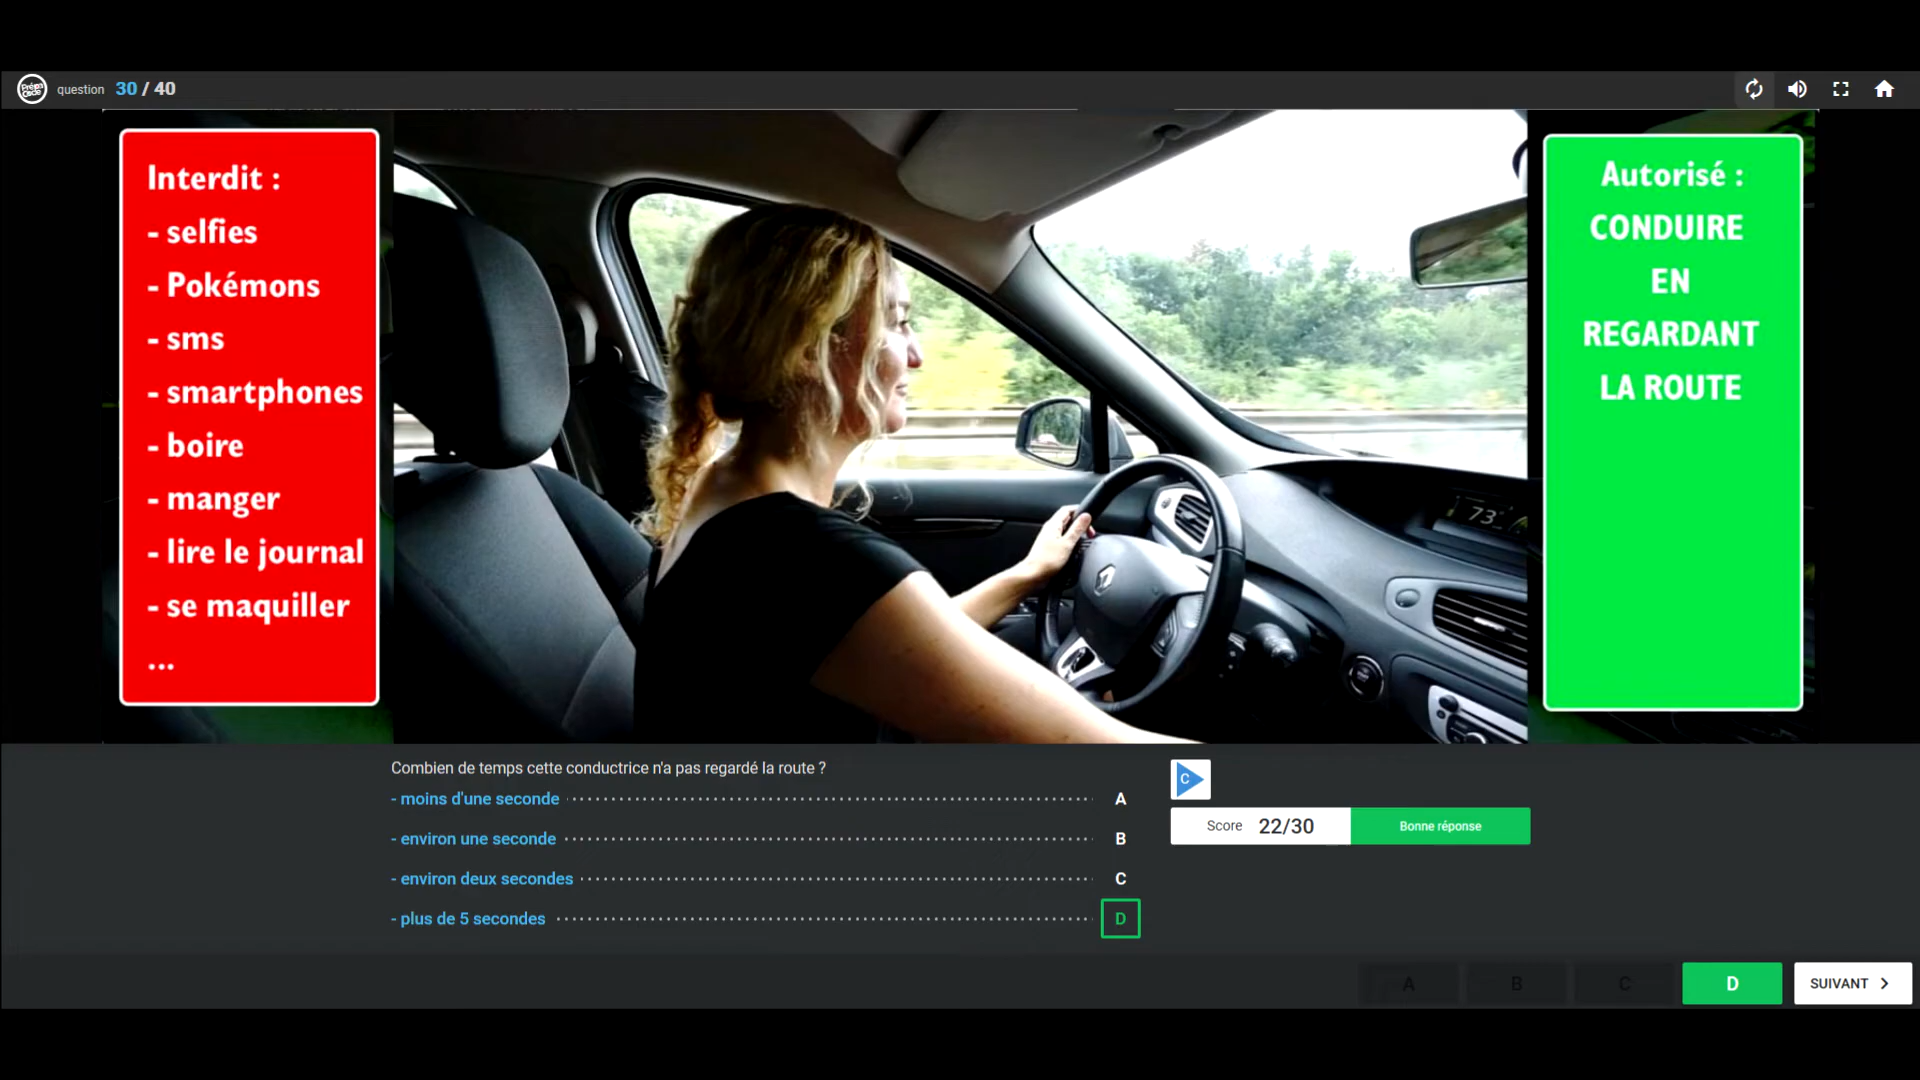 question 30 / 40
Interdit :
- selfies
- Pokémons
- sms
- smartphones
- boire
- manger
- lire le journal
- se maquiller
...
73
Autorisé :
CONDUIRE
EN
REGARDANT
LA ROUTE
Combien de temps cette conductrice n'a pas regardé la route ?
- moins d'une seconde A
- environ une seconde B
- environ deux secondes C
- plus de 5 secondes D
C
Score 22/30 Bonne réponse
A B C D SUIVANT